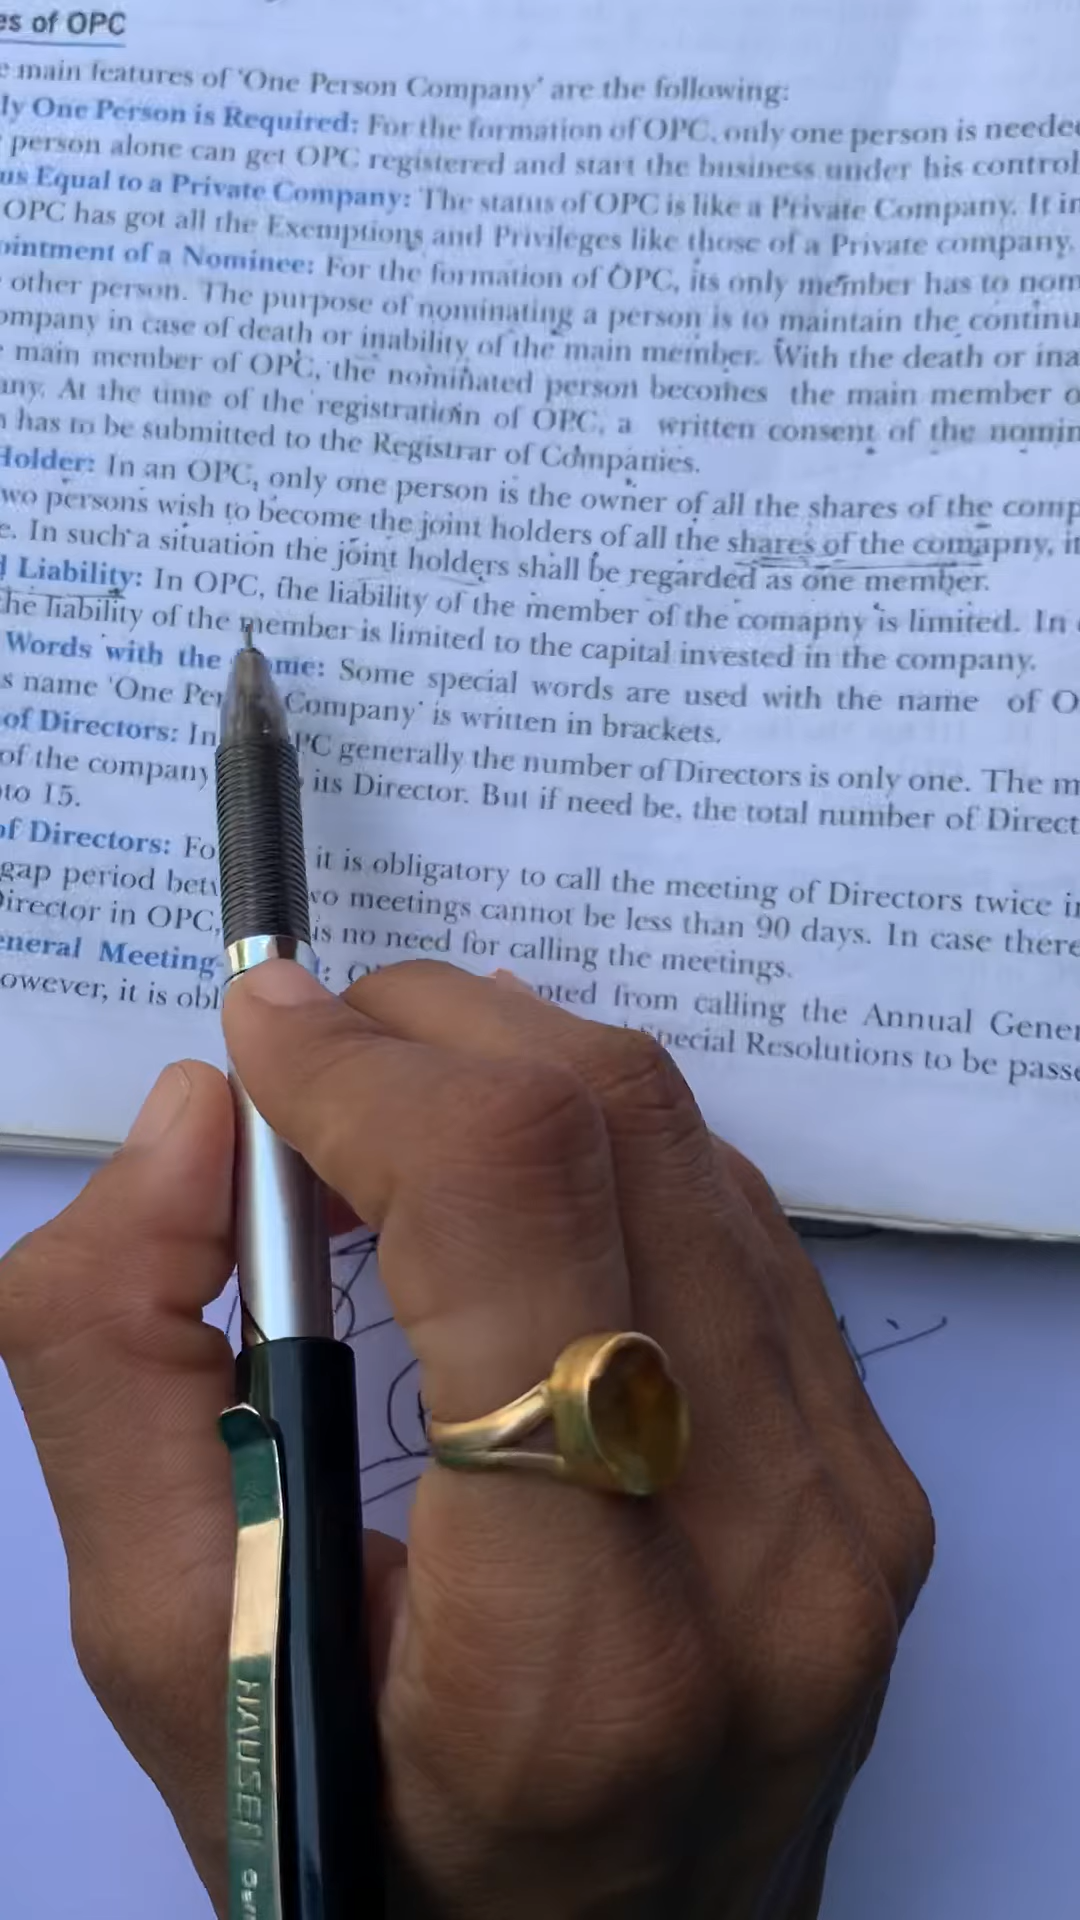 es of OPC
e main features of 'One Person Company' are the following:
ly One Person is Required: For the formation of OPC, only one person is neede
person alone can get OPC registered and start the business under his control
us Equal to a Private Company: The status of OPC is like a Private Company. It in
OPC has got all the Exemptions and Privileges like those of a Private company.
ointment of a Nominee: For the formation of OPC, its only member has to nom
other person. The purpose of nominating a person is to maintain the continu
ompany in case of death or inability of the main member. With the death or ina
main member of OPC, the nominated person becomes the main member o
any. At the time of the registratioin of OPC, a written consent of the nomin
has to be submitted to the Registrar of Companies.
Holder: In an OPC, only one person is the owner of all the shares of the comp
wo persons wish to become the joint holders of all the shares of the comapny, it
e. In such a situation the joint holders shall be regarded as one member.
Liability: In OPC, the liability of the member of the comapny is limited. In
he liability of the member is limited to the capital invested in the company.
Words with the me: Some special words are used with the name of O
s name 'One Per Company' is written in brackets.
of Directors: In PC generally the number of Directors is only one. The m
of the company its Director. But if need be, the total number of Direct
to 15.
of Directors: Fo it is obligatory to call the meeting of Directors twice in
gap period betw wo meetings cannot be less than 90 days. In case there
Director in OPC, is no need for calling the meetings.
eneral Meeting pted from calling the Annual Gener
owever, it is obl Special Resolutions to be passe
HAUSER